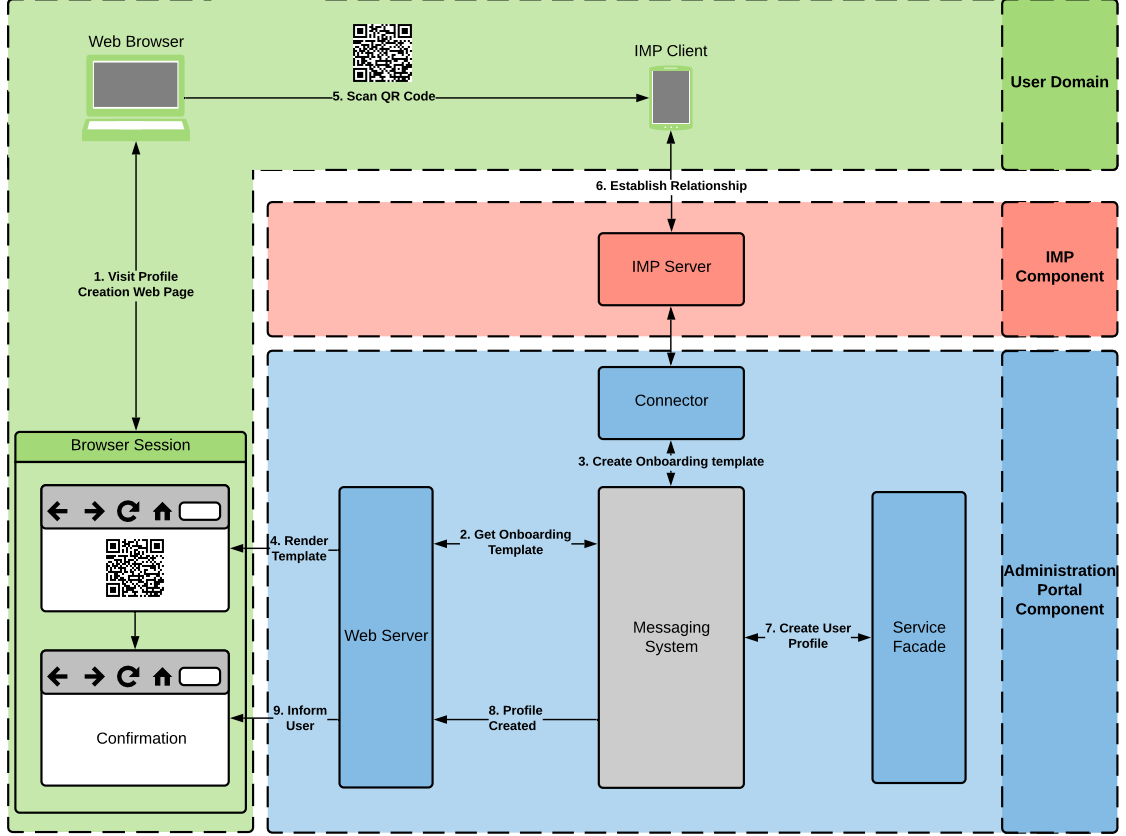 Web Browser
IMP Client
User Domain
5. Scan QR Code
6. Establish Relationship
1. Visit Profile
Creation Web Page
IMP Server
IMP
Component
Connector
3. Create Onboarding template
Browser Session
4. Render
Template
2. Get Onboarding
Template
Administration
Portal
Component
Web Server
Messaging
System
7. Create User
Profile
Service
Facade
9. Inform
User
8. Profile
Created
Confirmation